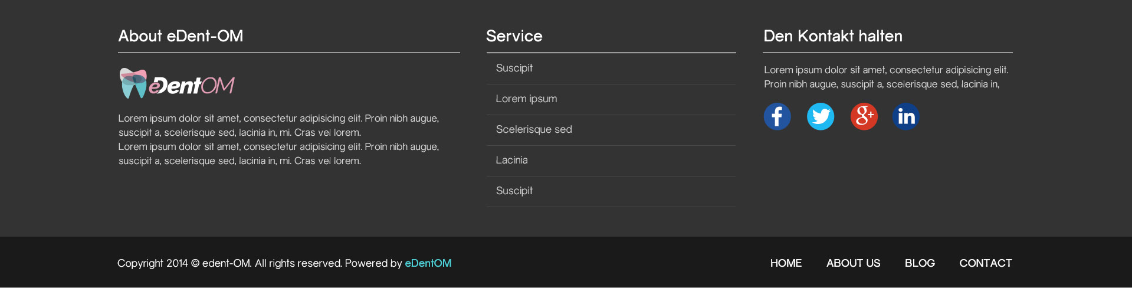 About eDent-OM
eDentOM
Lorem ipsum dolor sit amet, consectetur adipisicing elit. Proin nibh augue,
suscipit a, scelerisque sed, lacinia in, mi. Cras vel lorem.
Lorem ipsum dolor sit amet, consectetur adipisicing elit. Proin nibh augue,
suscipit a, scelerisque sed, lacinia in, mi. Cras vel lorem.
Service
Suscipit
Lorem ipsum
Scelerisque sed
Lacinia
Suscipit
Den Kontakt halten
Lorem ipsum dolor sit amet, consectetur adipisicing elit.
Proin nibh augue, suscipit a, scelerisque sed, lacinia in,
f g+ in
Copyright 2014 © edent-OM. All rights reserved. Powered by eDentOM
HOME ABOUT US BLOG CONTACT